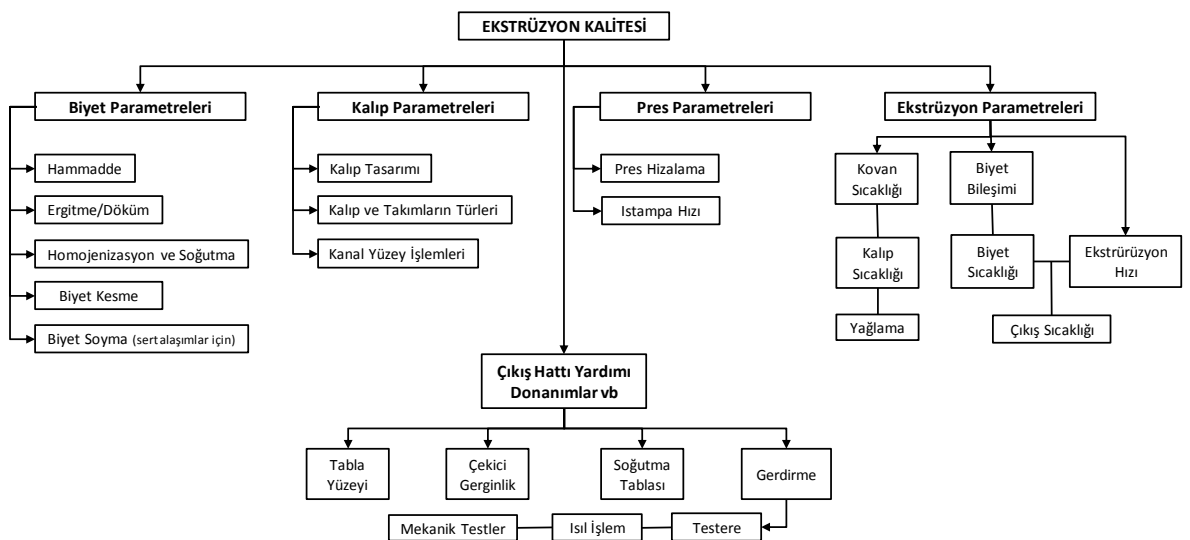 EKSTRÜZYON KALİTESİ
Biyet Parametreleri
Hammadde
Ergitme/Döküm
Homojenizasyon ve Soğutma
Biyet Kesme
Biyet Soyma (sert alaşımlar için)
Kalıp Parametreleri
Kalıp Tasarımı
Kalıp ve Takımların Türleri
Kanal Yüzey İşlemleri
Pres Parametreleri
Pres Hizalama
Istampa Hızı
Ekstrüzyon Parametreleri
Kovan
Sıcaklığı
Kalıp
Sıcaklığı
Yağlama
Biyet
Bileşimi
Biyet
Sıcaklığı
Ekstrürüzyon
Hızı
Çıkış Sıcaklığı
Çıkış Hattı Yardımı
Donanımlar vb
Tabla
Yüzeyi
Çekici
Gerginlik
Soğutma
Tablası
Gerdirme
Mekanik Testler
Isıl İşlem
Testere